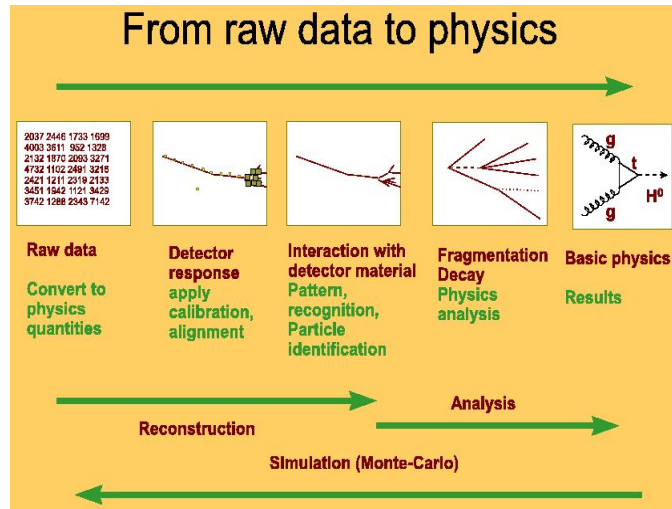 From raw data to physics
2037 2446 1733 1699
4003 3611 952 1328
2132 1870 2093 3271
4732 1102 2491 3216
2421 1211 2319 2133
3451 1942 1121 3429
3742 1288 2343 7142
g
t
H⁰
g
Raw data
Convert to
physics
quantities
Detector
response
apply
calibration,
alignment
Interaction with
detector material
Pattern,
recognition,
Particle
identification
Fragmentation
Decay
Physics
analysis
Basic physics
Results
Reconstruction
Analysis
Simulation (Monte-Carlo)